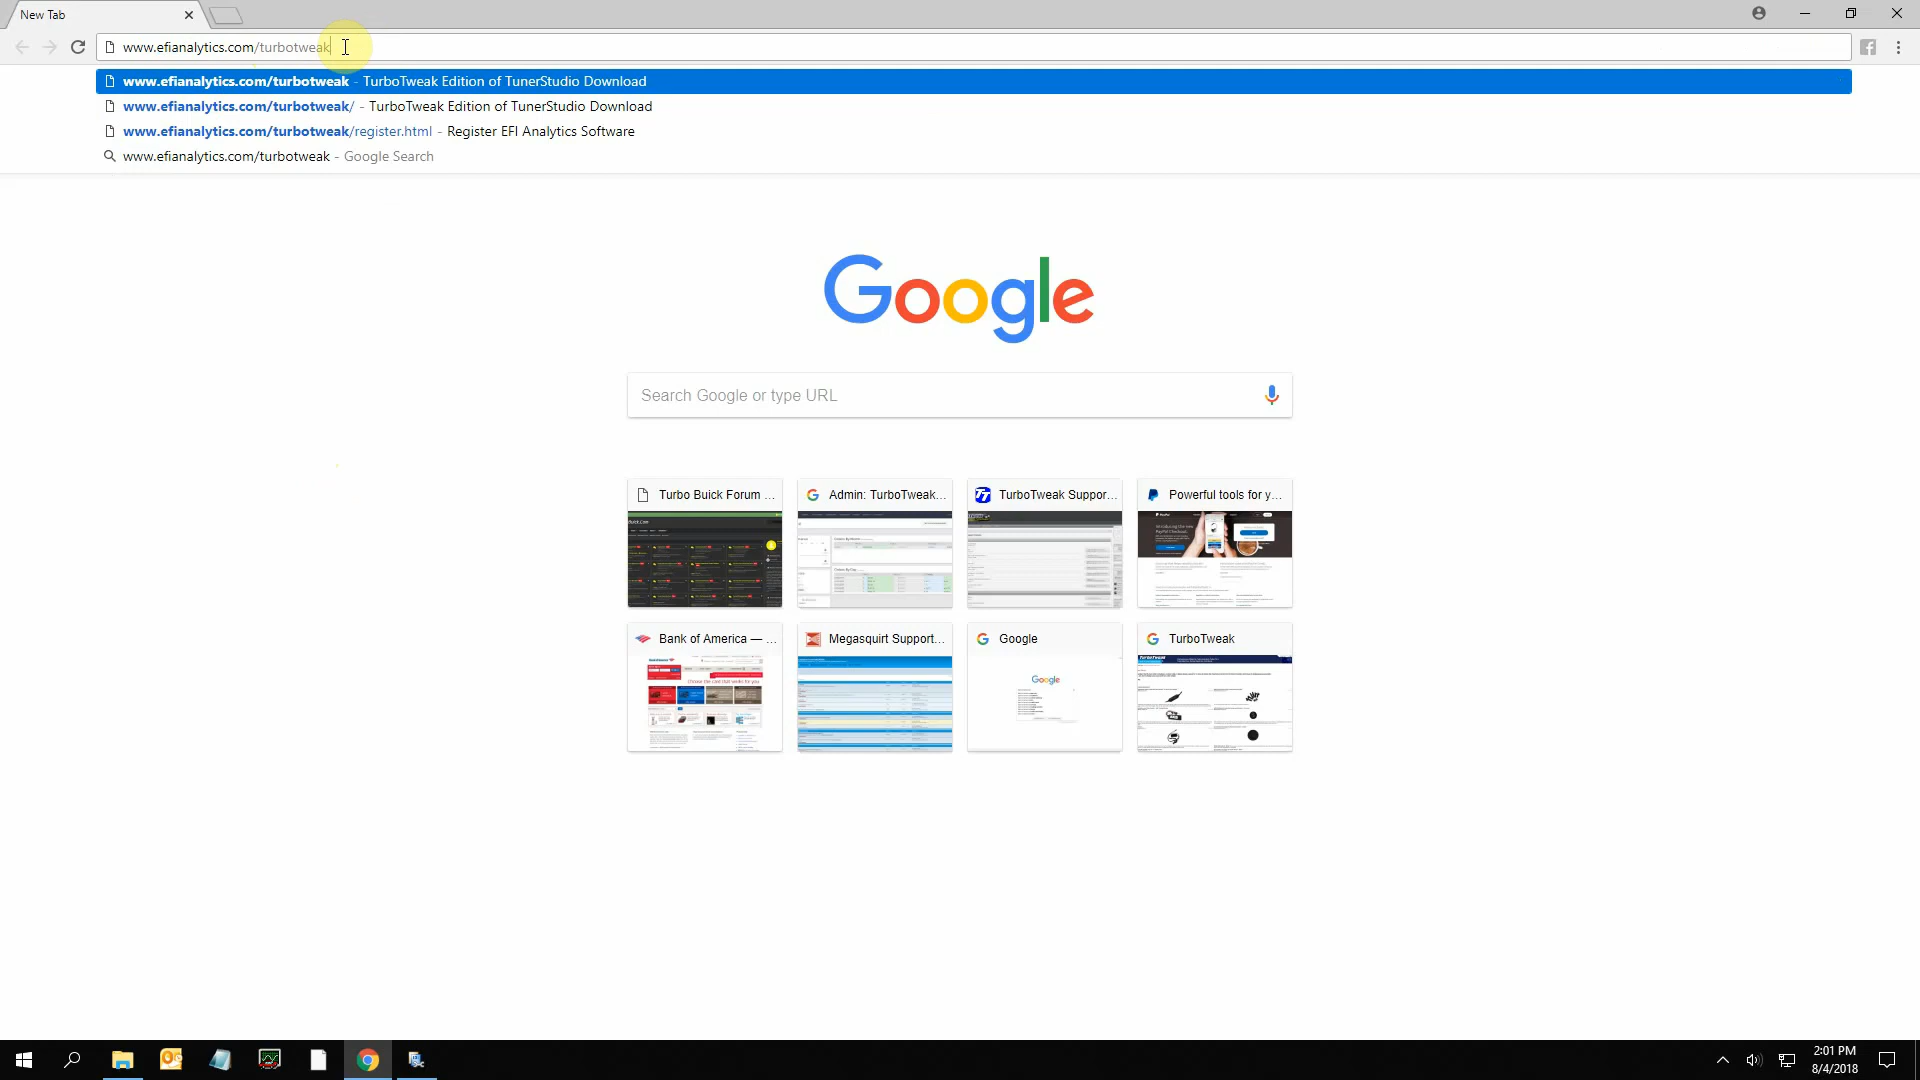 New Tab
www.efianalytics.com/turbotweak
www.efianalytics.com/turbotweak - TurboTweak Edition of TunerStudio Download
www.efianalytics.com/turbotweak/ - TurboTweak Edition of TunerStudio Download
www.efianalytics.com/turbotweak/register.html - Register EFI Analytics Software
www.efianalytics.com/turbotweak - Google Search
Google
Search Google or type URL
Turbo Buick Forum ...
Admin: TurboTweak...
TurboTweak Suppor...
Powerful tools for y...
Bank of America — ...
Megasquirt Support...
Google
TurboTweak
2:01 PM
8/4/2018